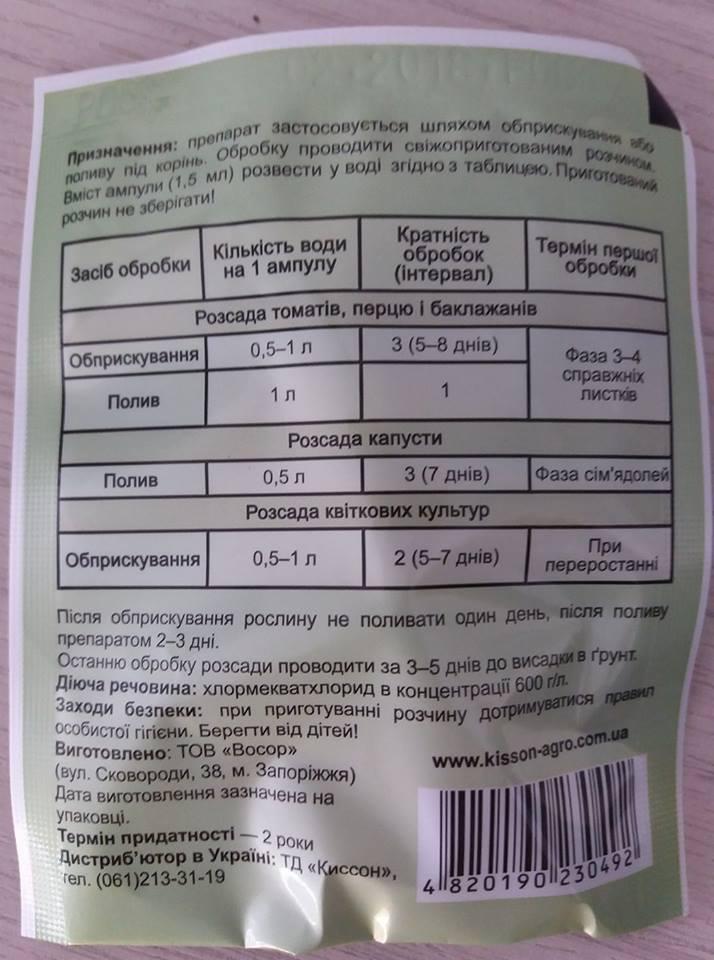 Призначення: препарат застосовується шляхом обприскування або
поливу під корінь. Обробку проводити свіжоприготованим розчином.
Вміст ампули (1,5 мл) розвести у воді згідно з таблицею. Приготований
розчин не зберігати!
Засіб обробки
Кількість води
на 1 ампулу
Кратність
обробок
(інтервал)
Термін першої
обробки
Розсада томатів, перцю і баклажанів
Обприскування
0,5–1 л
3 (5–8 днів)
Фаза 3–4
справжніх
листків
Полив
1 л
1
Розсада капусти
Полив
0,5 л
3 (7 днів)
Фаза сім'ядолей
Розсада квіткових культур
Обприскування
0,5–1 л
2 (5–7 днів)
При
переростанні
Після обприскування рослину не поливати один день, після поливу
препаратом 2–3 дні.
Останню обробку розсади проводити за 3–5 днів до висадки в ґрунт.
Діюча речовина: хлормекватхлорид в концентрації 600 г/л.
Заходи безпеки: при приготуванні розчину дотримуватися правил
особистої гігієни. Берегти від дітей!
Виготовлено: ТОВ «Восор»
(вул. Сковороди, 38, м. Запоріжжя)
Дата виготовлення зазначена на
упаковці.
Термін придатності — 2 роки
Дистриб'ютор в Україні: ТД «Киссон»,
тел. (061)213-31-19
www.kisson-agro.com.ua
4 820190 230492